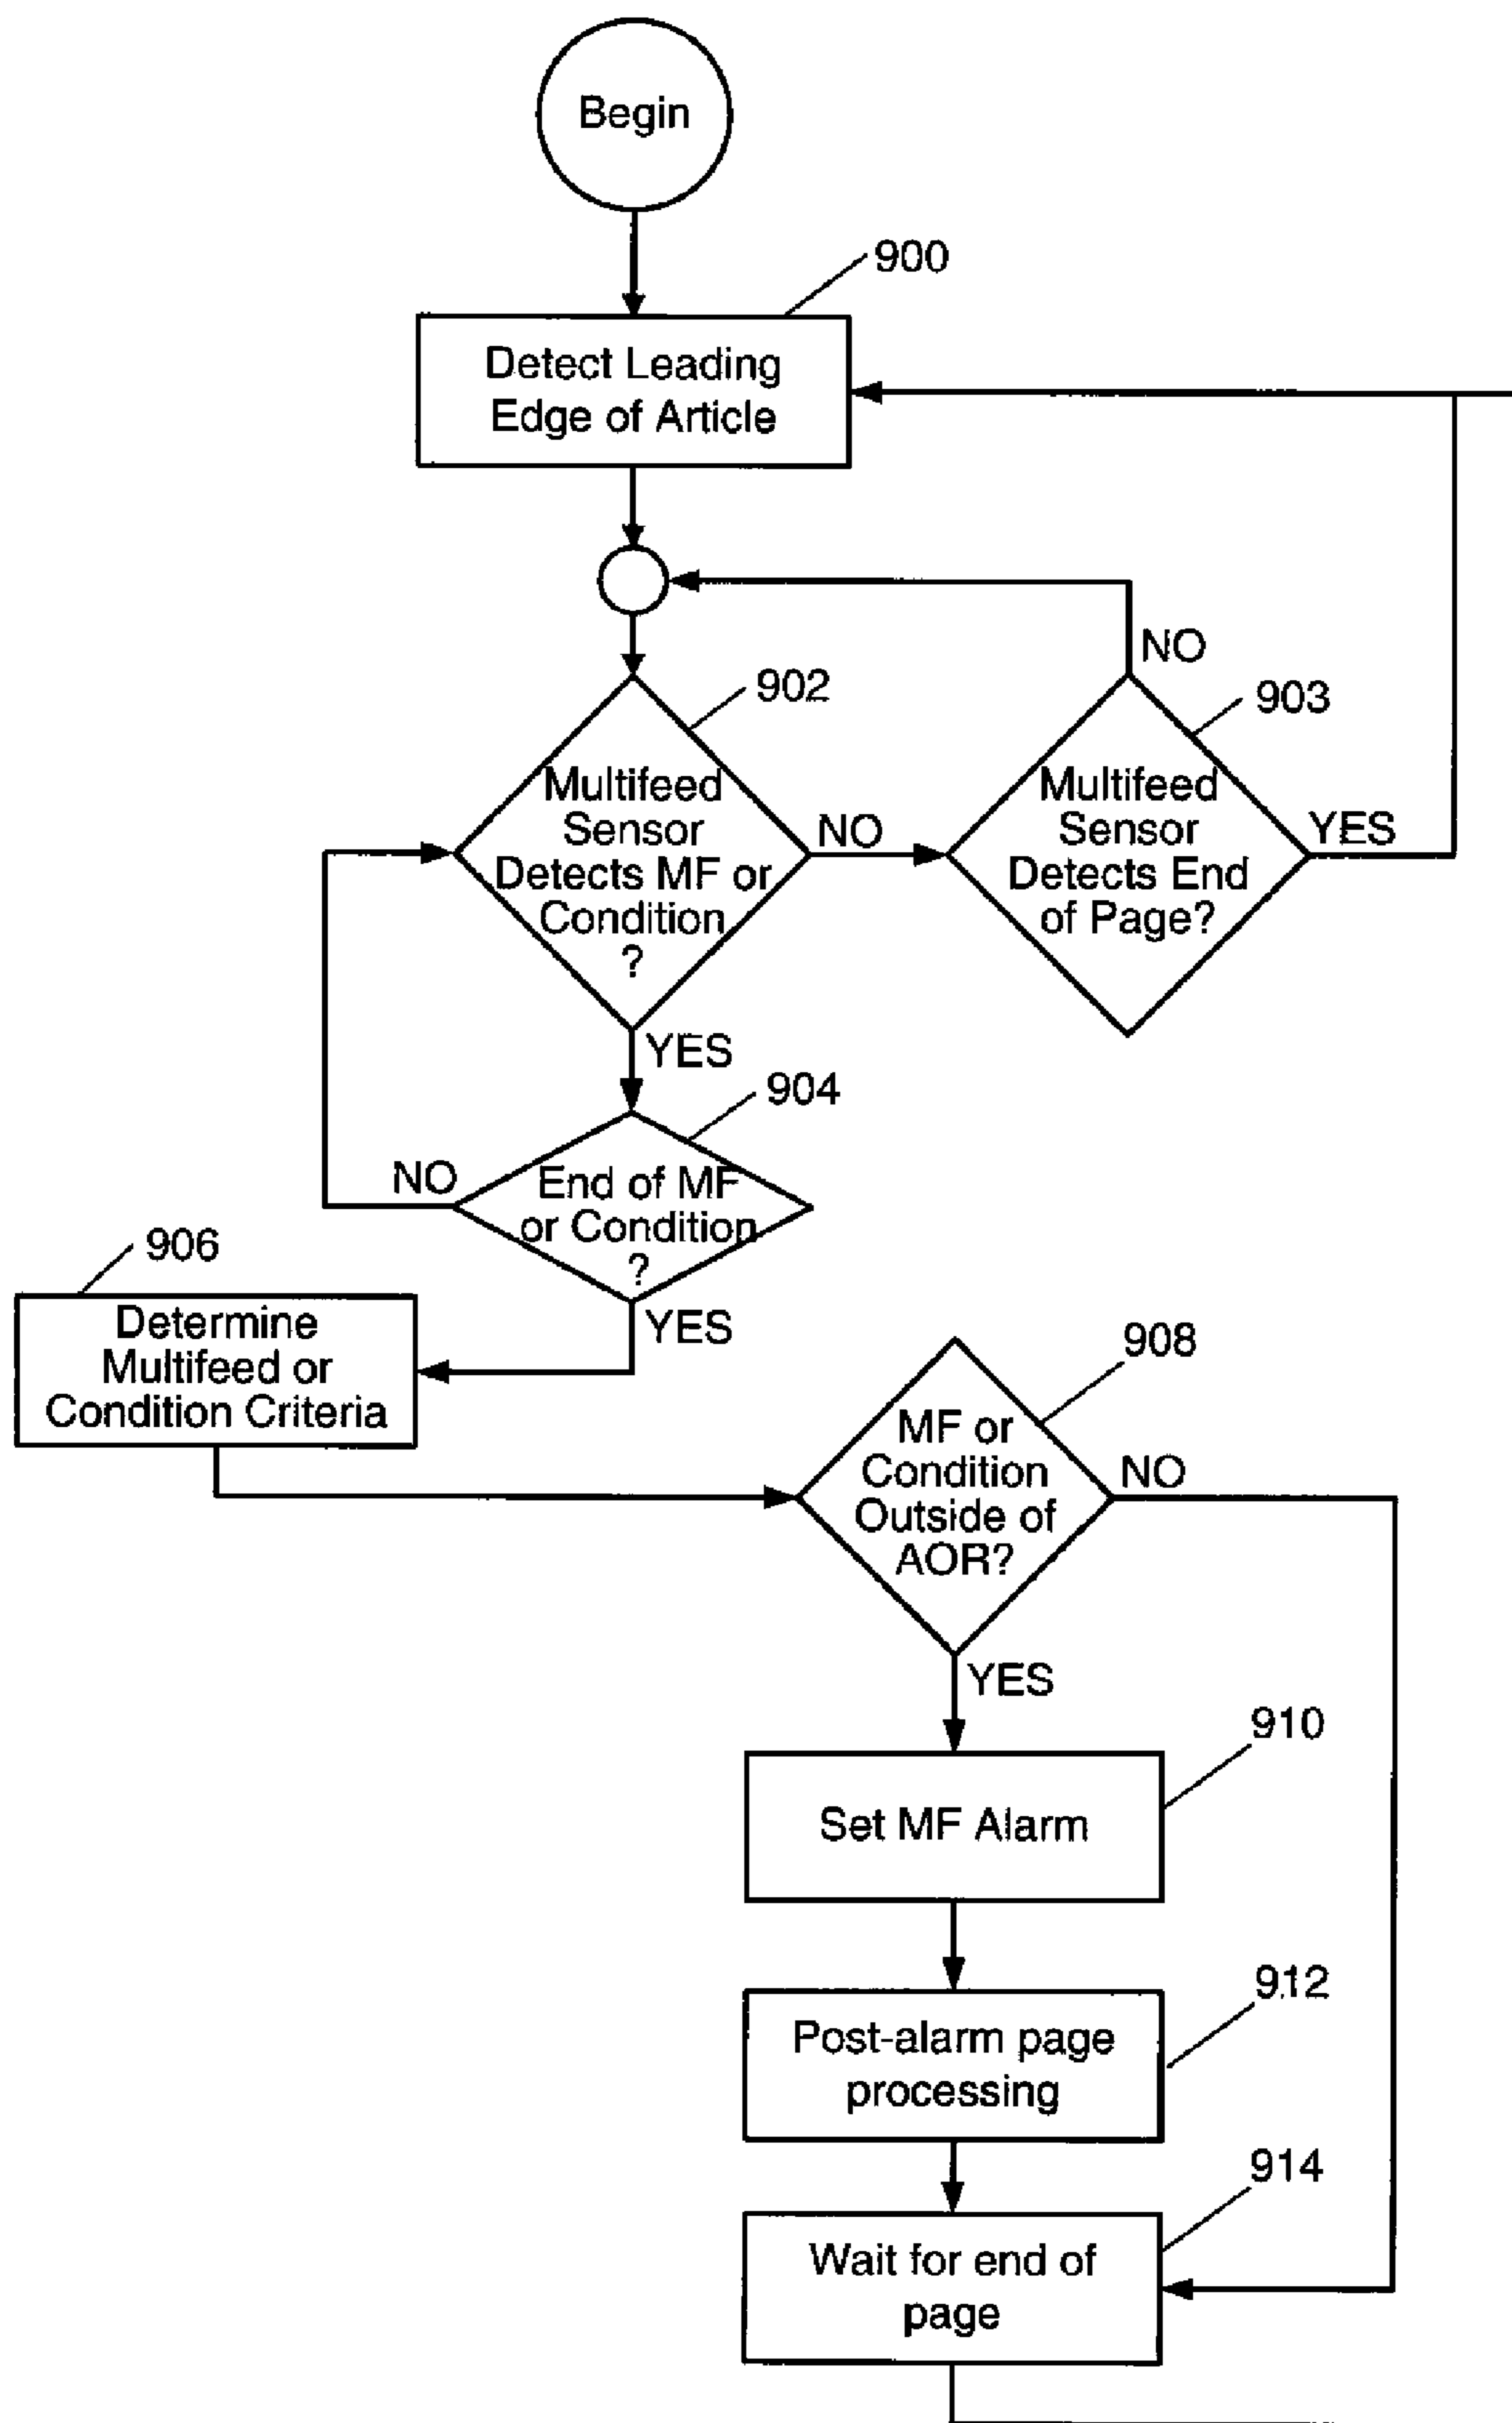 Begin
900
Detect Leading
Edge of Article
NO
902
903
Multifeed
Sensor
Detects MF or
Condition
?
NO
Multifeed
Sensor
Detects End
of Page?
YES
YES
904
NO
End of MF
or Condition
?
906
YES
Determine
Multifeed or
Condition Criteria
908
MF or
Condition
Outside of
AOR?
NO
YES
910
Set MF Alarm
912
Post-alarm page
processing
914
Wait for end of
page